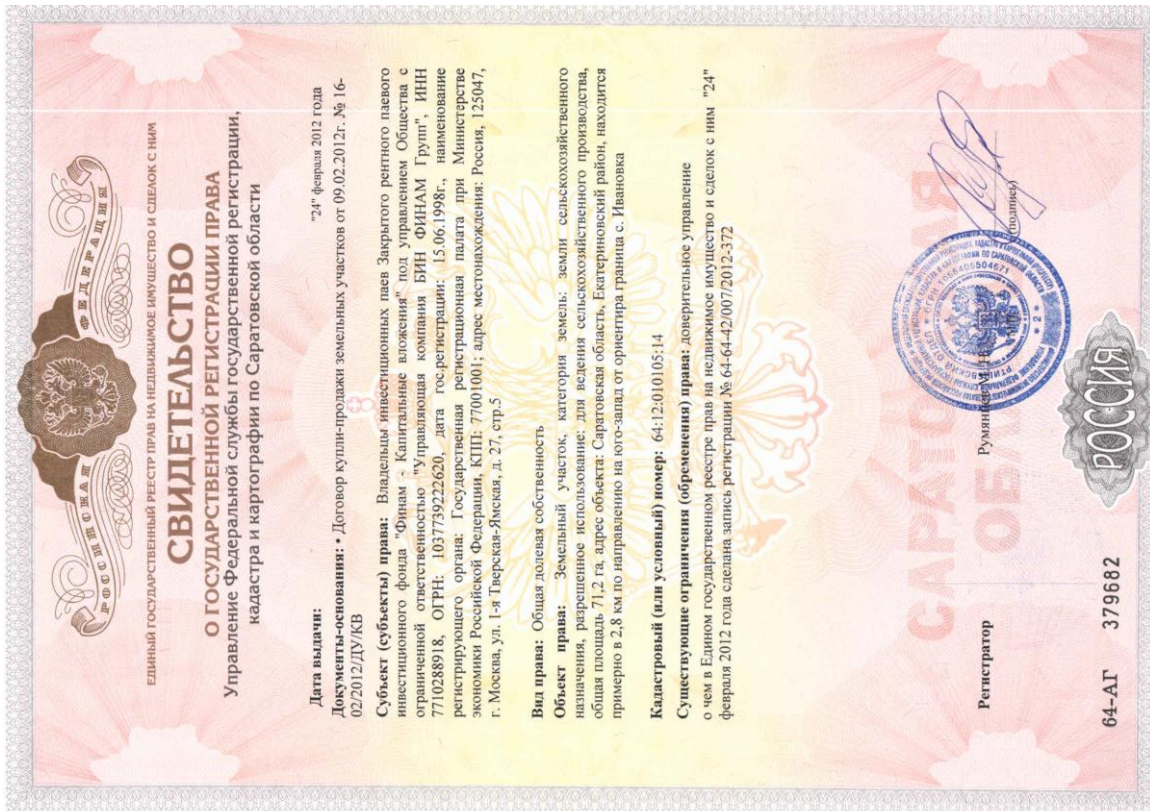 РОССИЙСКАЯ ФЕДЕРАЦИЯ
ЕДИНЫЙ ГОСУДАРСТВЕННЫЙ РЕЕСТР ПРАВ НА НЕДВИЖИМОЕ ИМУЩЕСТВО И СДЕЛОК С НИМ
СВИДЕТЕЛЬСТВО
О ГОСУДАРСТВЕННОЙ РЕГИСТРАЦИИ ПРАВА
Управление Федеральной службы государственной регистрации,
кадастра и картографии по Саратовской области
Дата выдачи: "24" февраля 2012 года
Документы-основания: • Договор купли-продажи земельных участков от 09.02.2012г. № 16-
02/2012/ДУ/КВ
Субъект (субъекты) права: Владельцы инвестиционных паев Закрытого рентного паевого
инвестиционного фонда "Финам - Капитальные вложения" под управлением Общества с
ограниченной ответственностью "Управляющая компания БИН ФИНАМ Групп", ИНН
7710288918, ОГРН: 1037739222620, дата гос.регистрации: 15.06.1998г., наименование
регистрирующего органа: Государственная регистрационная палата при Министерстве
экономики Российской Федерации, КПП: 77001001; адрес местонахождения: Россия, 125047,
г. Москва, ул. 1-я Тверская-Ямская, д. 27, стр.5
Вид права: Общая долевая собственность
Объект права: Земельный участок, категория земель: земли сельскохозяйственного
назначения, разрешенное использование: для ведения сельскохозяйственного производства,
общая площадь 71,2 га, адрес объекта: Саратовская область, Екатериновский район, находится
примерно в 2,8 км по направлению на юго-запад от ориентира граница с. Ивановка
Кадастровый (или условный) номер: 64:12:010105:14
Существующие ограничения (обременения) права: доверительное управление
о чем в Едином государственном реестре прав на недвижимое имущество и сделок с ним "24"
февраля 2012 года сделана запись регистрации № 64-64-42/007/2012-372
САРАТОВСКАЯ
ОБЛ
Регистратор
(подпись)
64-АГ 379682
РОССИЯ